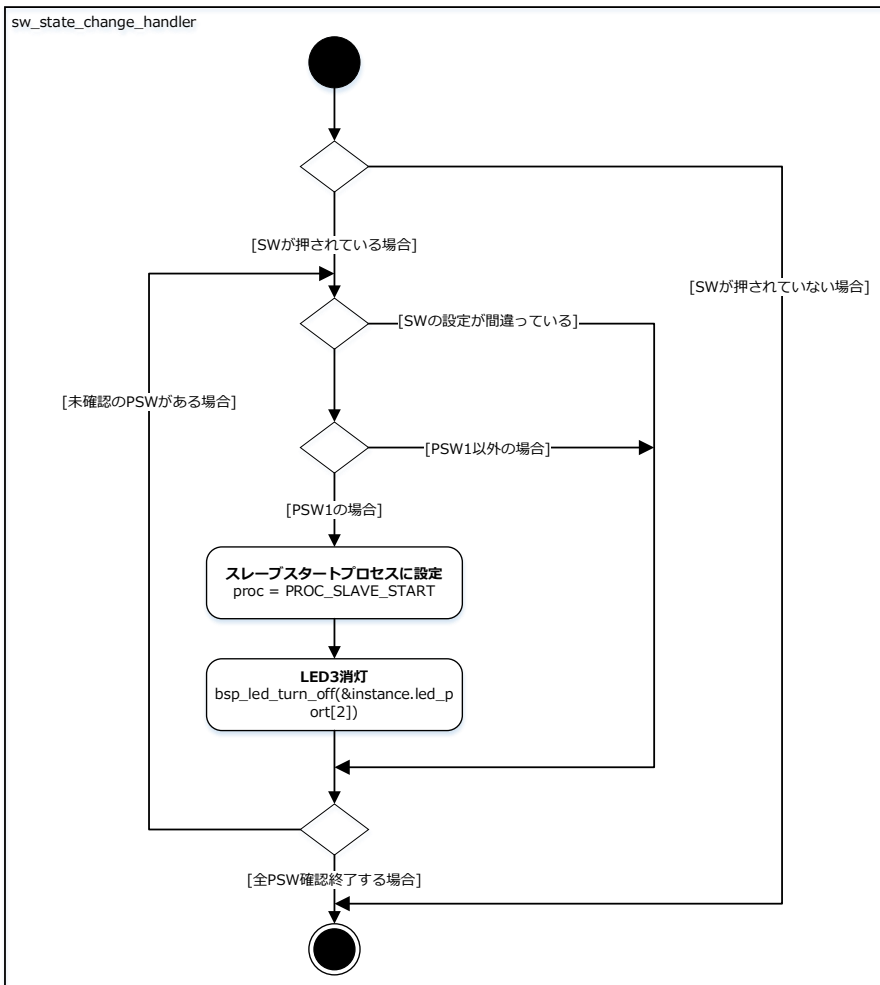 sw_state_change_handler
[SWが押されている場合]
[SWが押されていない場合]
[SWの設定が間違っている]
[未確認のPSWがある場合]
[PSW1以外の場合]
[PSW1の場合]
スレーブスタートプロセスに設定
proc = PROC_SLAVE_START
LED3消灯
bsp_led_turn_off(&instance.led_p
ort[2])
[全PSW確認終了する場合]